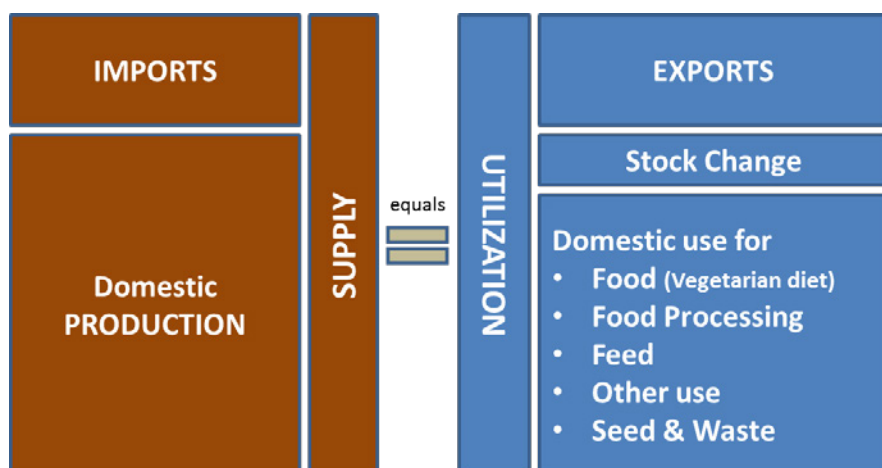 IMPORTS
Domestic
PRODUCTION
SUPPLY
equals
UTILIZATION
EXPORTS
Stock Change
Domestic use for
• Food (Vegetarian diet)
• Food Processing
• Feed
• Other use
• Seed & Waste